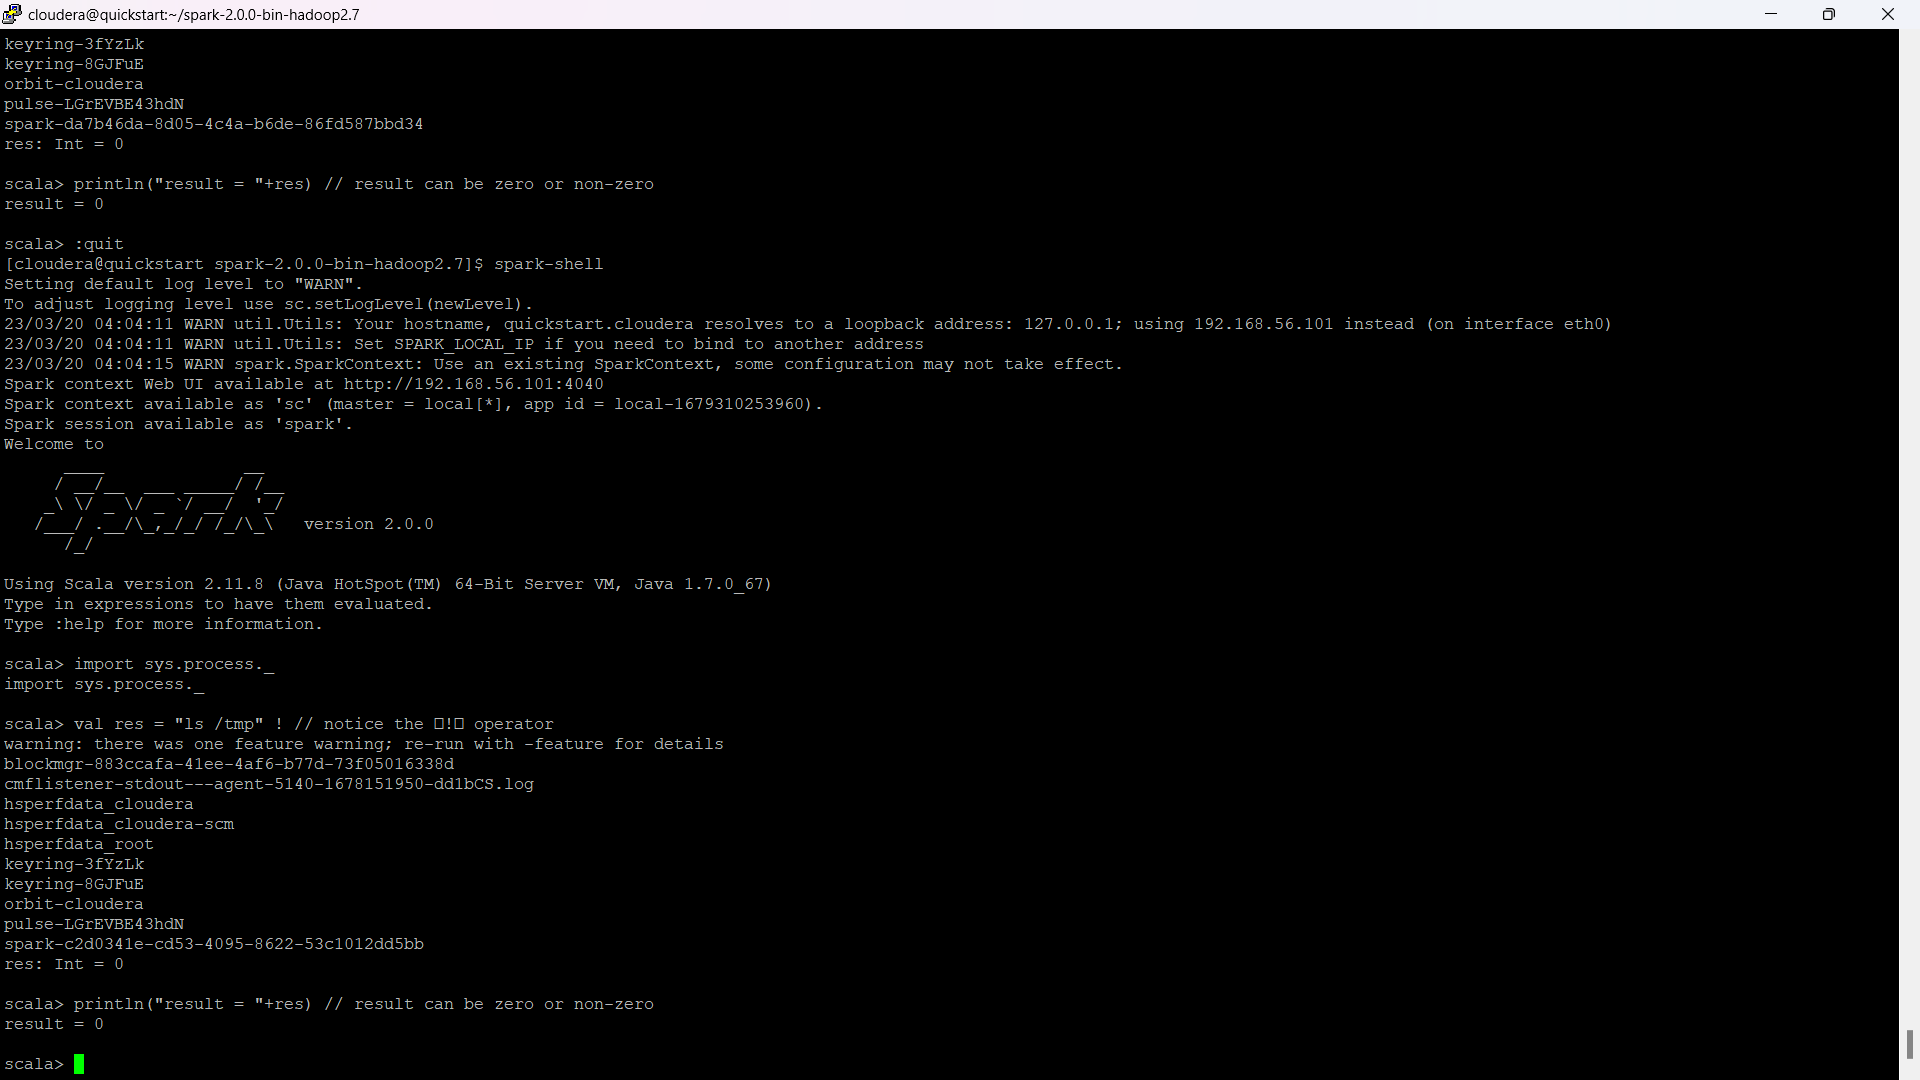 cloudera@quickstart:~/spark-2.0.0-bin-hadoop2.7
keyring-3fYzLk
keyring-8GJFuE
orbit-cloudera
pulse-LGrEVBE43hdN
spark-da7b46da-8d05-4c4a-b6de-86fd587bbd34
res: Int = 0
scala> println("result = "+res) // result can be zero or non-zero
result = 0
scala> :quit
[cloudera@quickstart spark-2.0.0-bin-hadoop2.7]$ spark-shell
Setting default log level to "WARN".
To adjust logging level use sc.setLogLevel(newLevel).
23/03/20 04:04:11 WARN util.Utils: Your hostname, quickstart.cloudera resolves to a loopback address: 127.0.0.1; using 192.168.56.101 instead (on interface eth0)
23/03/20 04:04:11 WARN util.Utils: Set SPARK_LOCAL_IP if you need to bind to another address
23/03/20 04:04:15 WARN spark.SparkContext: Use an existing SparkContext, some configuration may not take effect.
Spark context Web UI available at http://192.168.56.101:4040
Spark context available as 'sc' (master = local[*], app id = local-1679310253960).
Spark session available as 'spark'.
Welcome to
      ____              __
     / __/__  ___ _____/ /__
    _\ \/ _ \/ _ `/ __/  '_/
   /___/ .__/\_,_/_/ /_/\_\   version 2.0.0
      /_/
Using Scala version 2.11.8 (Java HotSpot(TM) 64-Bit Server VM, Java 1.7.0_67)
Type in expressions to have them evaluated.
Type :help for more information.
scala> import sys.process._
import sys.process._
scala> val res = "ls /tmp" ! // notice the □!□ operator
warning: there was one feature warning; re-run with -feature for details
blockmgr-883ccafa-41ee-4af6-b77d-73f05016338d
cmflistener-stdout---agent-5140-1678151950-dd1bCS.log
hsperfdata_cloudera
hsperfdata_cloudera-scm
hsperfdata_root
keyring-3fYzLk
keyring-8GJFuE
orbit-cloudera
pulse-LGrEVBE43hdN
spark-c2d0341e-cd53-4095-8622-53c1012dd5bb
res: Int = 0
scala> println("result = "+res) // result can be zero or non-zero
result = 0
scala>